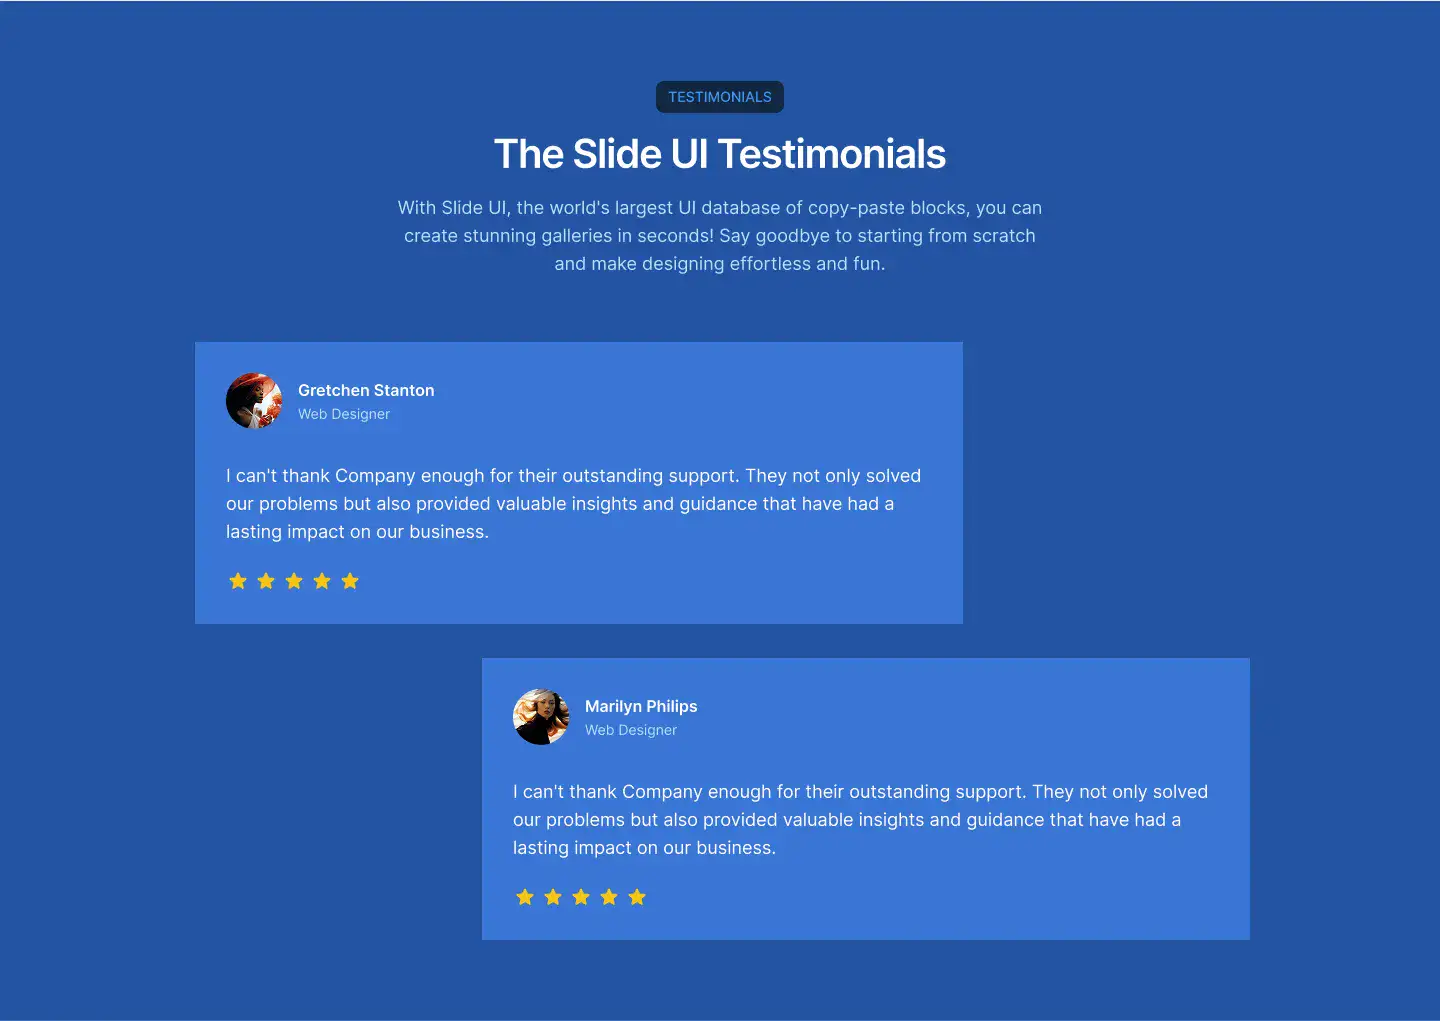 TESTIMONIALS
The Slide UI Testimonials
With Slide UI, the world's largest UI database of copy-paste blocks, you can
create stunning galleries in seconds! Say goodbye to starting from scratch
and make designing effortless and fun.
Gretchen Stanton
Web Designer
I can't thank Company enough for their outstanding support. They not only solved
our problems but also provided valuable insights and guidance that have had a
lasting impact on our business.
Marilyn Philips
Web Designer
I can't thank Company enough for their outstanding support. They not only solved
our problems but also provided valuable insights and guidance that have had a
lasting impact on our business.